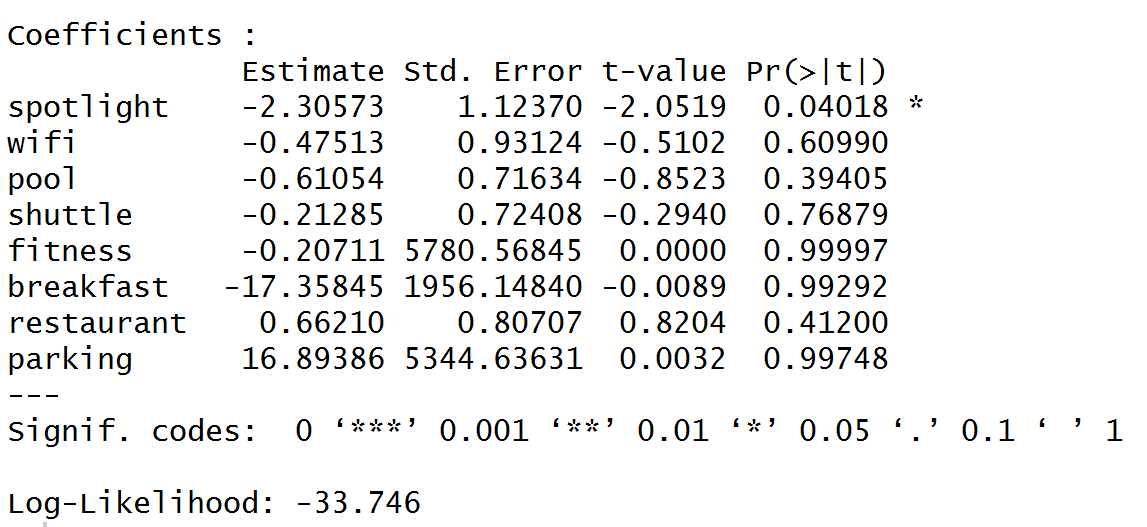 Coefficients :
Estimate Std. Error t-value Pr(>|t|)
spotlight -2.30573 1.12370 -2.0519 0.04018 *
wifi -0.47513 0.93124 -0.5102 0.60990
pool -0.61054 0.71634 -0.8523 0.39405
shuttle -0.21285 0.72408 -0.2940 0.76879
fitness -0.20711 5780.56845 0.0000 0.99997
breakfast -17.35845 1956.14840 -0.0089 0.99292
restaurant 0.66210 0.80707 0.8204 0.41200
parking 16.89386 5344.63631 0.0032 0.99748
---
Signif. codes: 0 ‘***’ 0.001 ‘**’ 0.01 ‘*’ 0.05 ‘.’ 0.1 ‘ ’ 1
Log-Likelihood: -33.746